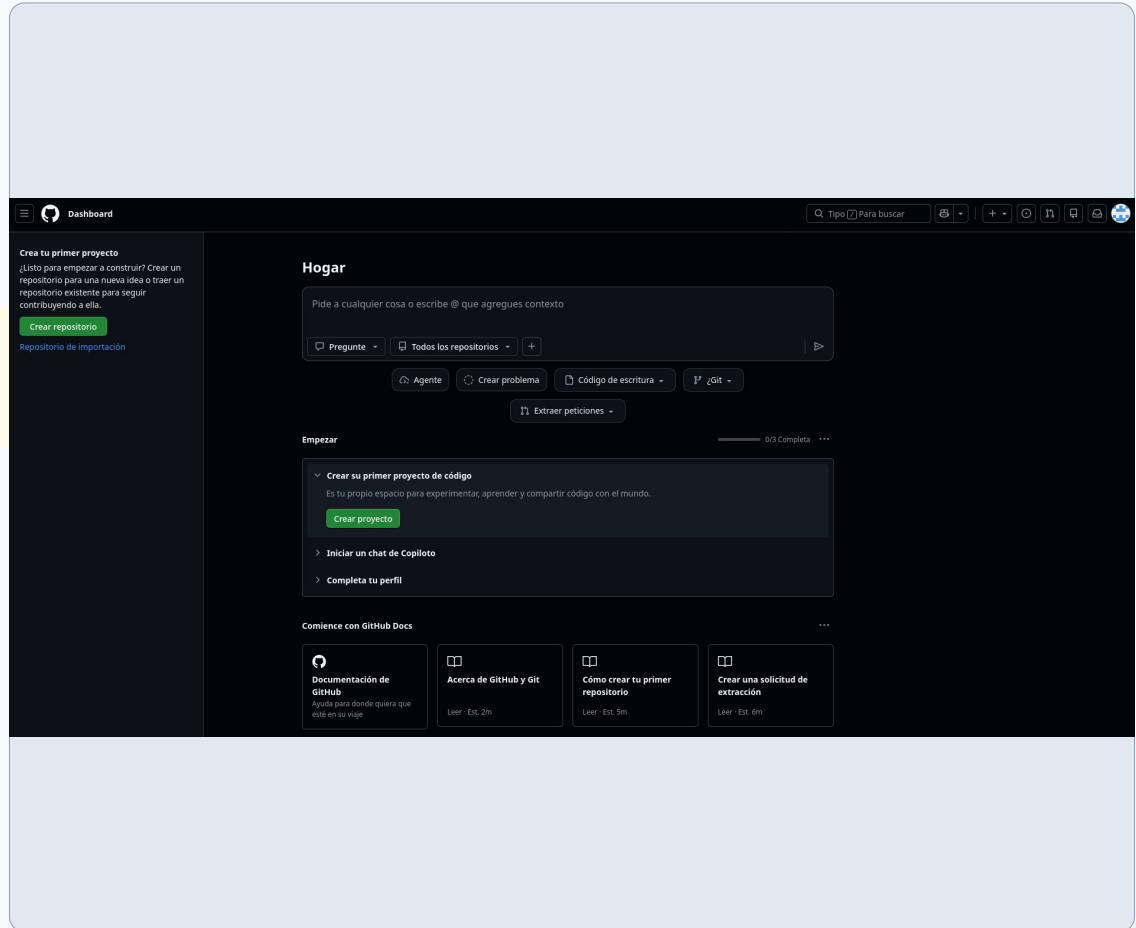 Dashboard
Tipo / Para buscar
Crea tu primer proyecto
¿Listo para empezar a construir? Crear un
repositorio para una nueva idea o traer un
repositorio existente para seguir
contribuyendo a ella.
Crear repositorio
Repositorio de importación
Hogar
Pide a cualquier cosa o escribe @ que agregues contexto
Pregunte
Todos los repositorios
Agente
Crear problema
Código de escritura
¿Git
Extraer peticiones
Empezar
0/3 Completa
Crear su primer proyecto de código
Es tu propio espacio para experimentar, aprender y compartir código con el mundo.
Crear proyecto
Iniciar un chat de Copiloto
Completa tu perfil
Comience con GitHub Docs
Documentación de
GitHub
Ayuda para donde quiera que
esté en su viaje
Acerca de GitHub y Git
Leer · Est. 2m
Cómo crear tu primer
repositorio
Leer · Est. 5m
Crear una solicitud de
extracción
Leer · Est. 6m